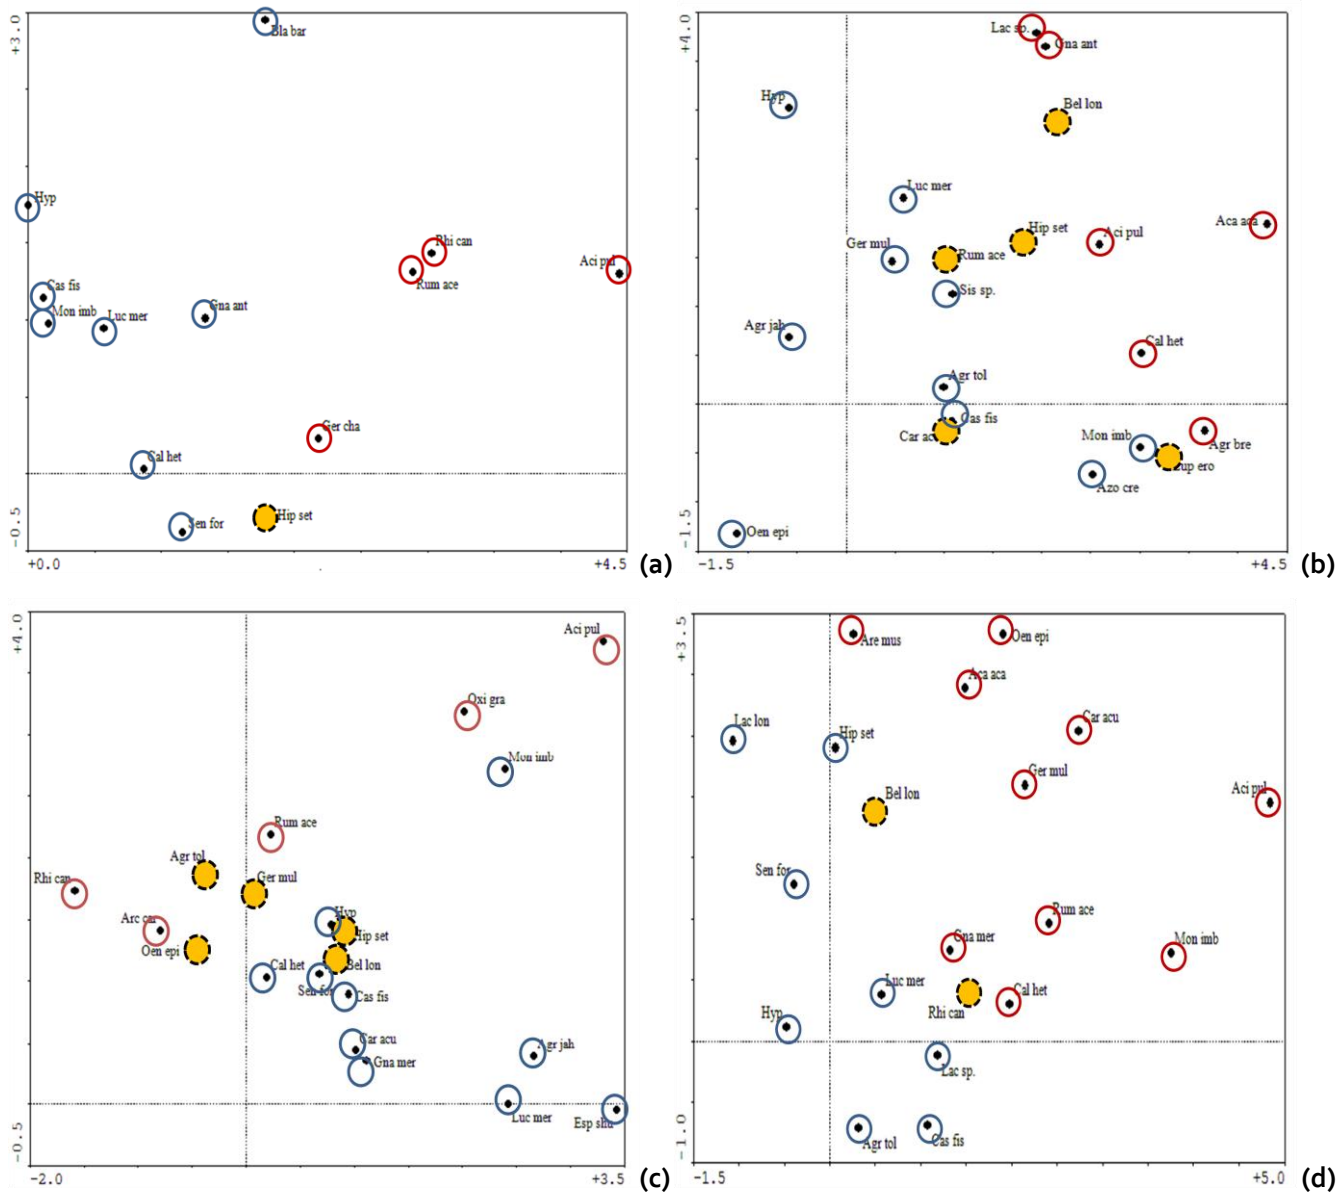 +3.0
Bla bar
Hyp
Rhi can
Aci pul
Rum ace
Cas fis
Mon imb
Luc mer
Gna ant
Ger cha
Cal het
Sen for
Hip set
-0.5
+0.0
+4.5
(a)
+4.0
Lac sp.
Gna ant
Hyp
Bel lon
Luc mer
Aca aca
Hip set
Aci pul
Ger mul
Rum ace
Sis sp.
Agr jah
Cal het
Agr tol
Cas fis
Car acu
Mon imb
Agr bre
Lup ero
Azo cre
Oen epi
-1.5
-1.5
+4.5
(b)
+4.0
Aci pul
Oxi gra
Mon imb
Rum ace
Agr tol
Ger mul
Rhi can
Arc car
Hyp
Hip set
Oen epi
Cal het
Bel lon
Sen for
Cas fis
Car acu
Gna mer
Agr jah
Luc mer
Esp shu
-0.5
-2.0
+3.5
(c)
+3.5
Are mus
Oen epi
Aca aca
Lac lon
Hip set
Car acu
Ger mul
Bel lon
Aci pul
Sen for
Rum ace
Gna mer
Mon imb
Luc mer
Rhi can
Cal het
Hyp
Lac sp.
Agr tol
Cas fis
-1.0
-1.5
+5.0
(d)